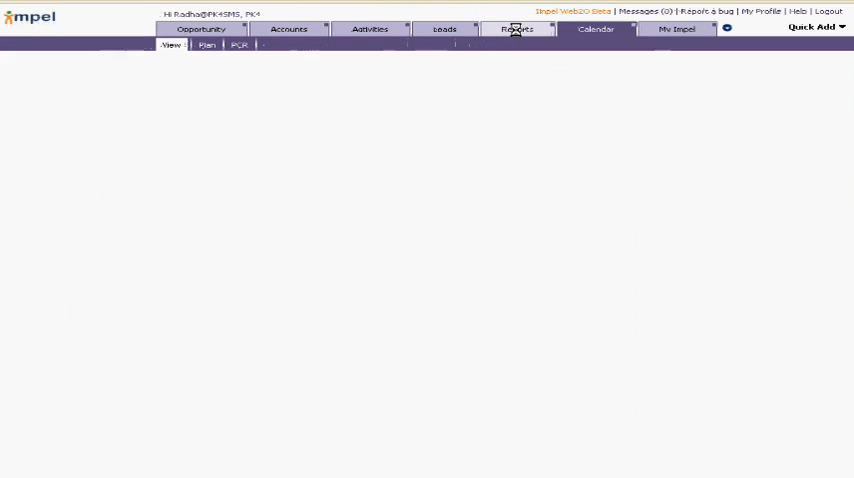 impel
Hi Radha@PK4SMS, PK4
Impel Web2O Beta | Messages (0) | Report a bug | My Profile | Help | Logout
Opportunity Accounts Activities Leads Reports Calendar My Impel Quick Add
View Plan PCR